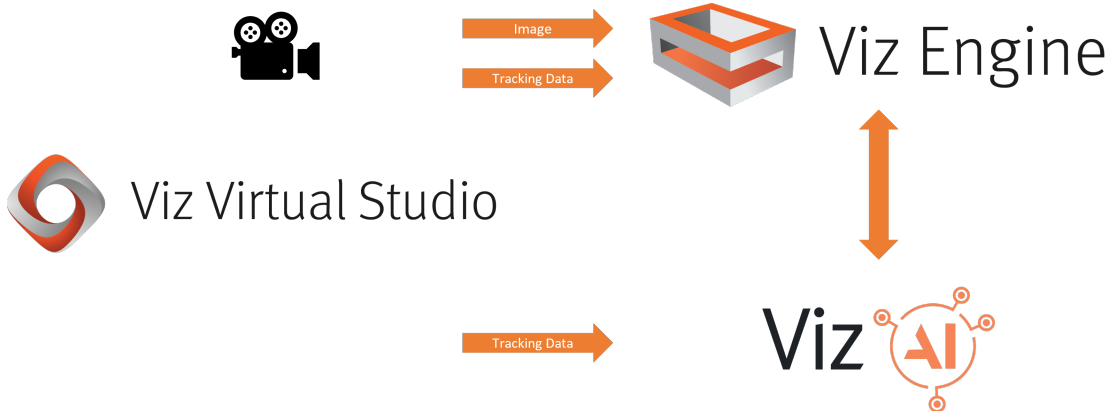 Image
Viz Engine
Tracking Data
Viz Virtual Studio
Tracking Data
Viz AI